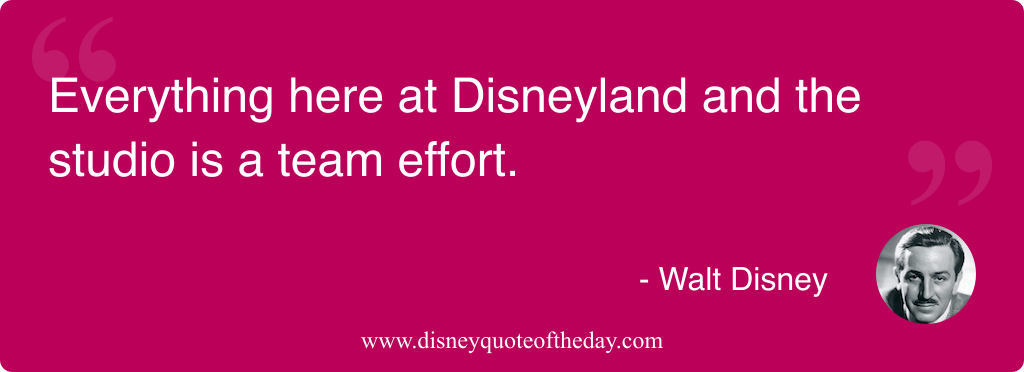 Everything here at Disneyland and the
studio is a team effort.
- Walt Disney
www.disneyquoteoftheday.com